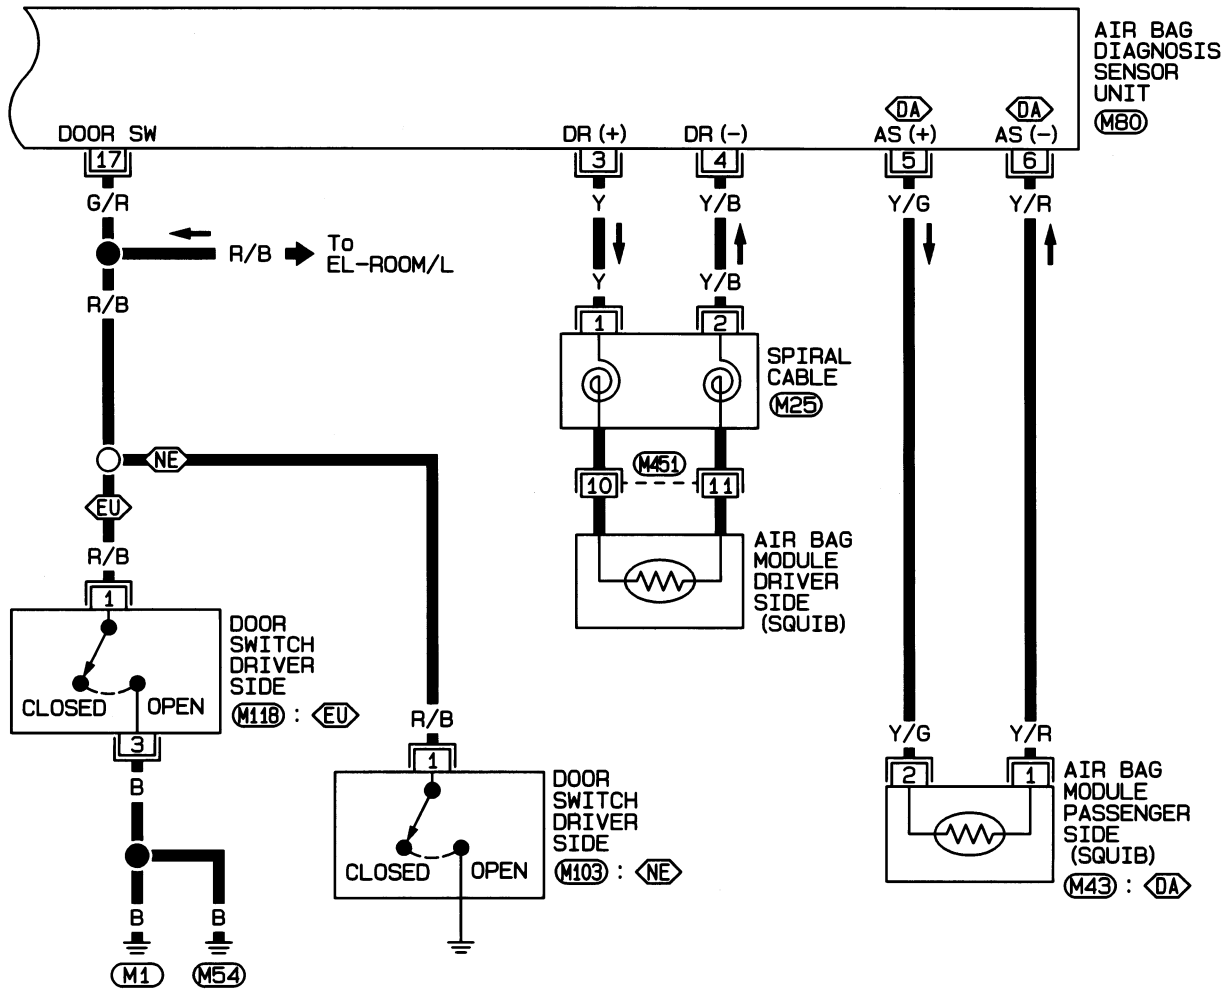 AIR BAG
DIAGNOSIS
SENSOR
UNIT
M80
DOOR SW
DR (+)
DR (-)
DA
AS (+)
DA
AS (-)
17
3
4
5
6
G/R
Y
Y/B
Y/G
Y/R
R/B
To
EL-ROOM/L
R/B
Y
Y/B
1
2
SPIRAL
CABLE
M25
NE
M451
10
11
EU
R/B
AIR BAG
MODULE
DRIVER
SIDE
(SQUIB)
1
DOOR
SWITCH
DRIVER
SIDE
M118 : EU
CLOSED
OPEN
R/B
Y/G
Y/R
3
1
2
1
B
DOOR
SWITCH
DRIVER
SIDE
M103 : NE
CLOSED
OPEN
AIR BAG
MODULE
PASSENGER
SIDE
(SQUIB)
M43 : DA
B
B
M1
M54